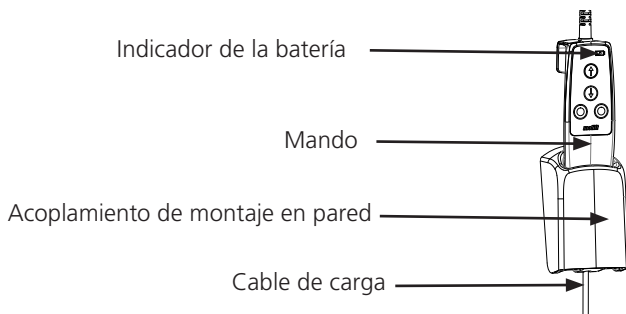 Indicador de la batería
Mando
Acoplamiento de montaje en pared
Cable de carga